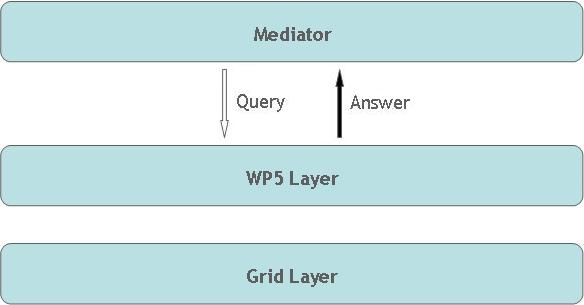 Mediator
Query
Answer
WP5 Layer
Grid Layer